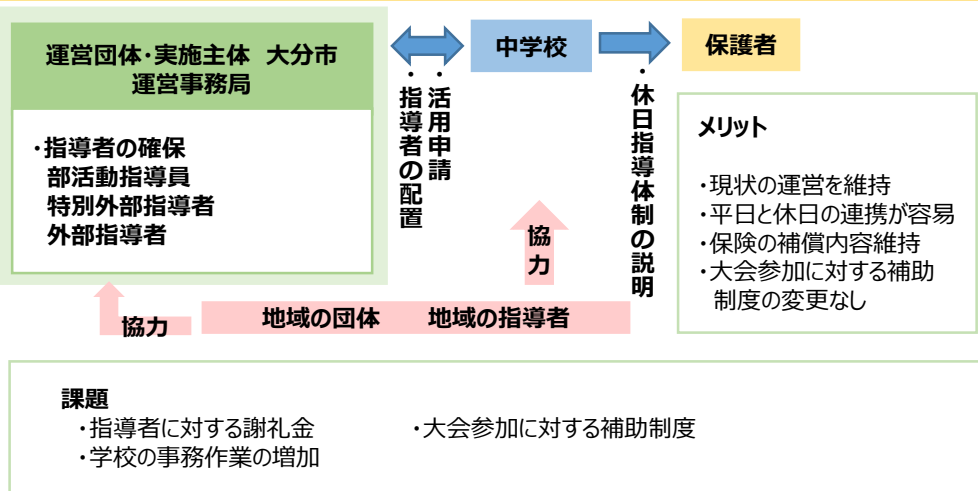 運営団体・実施主体 大分市
運営事務局
・指導者の確保
部活動指導員
特別外部指導者
外部指導者
・活用申請
・指導者の配置
中学校
・休日指導体制の説明
保護者
メリット
・現状の運営を維持
・平日と休日の連携が容易
・保険の補償内容維持
・大会参加に対する補助
制度の変更なし
協力
協力
地域の団体 地域の指導者
課題
・指導者に対する謝礼金 ・大会参加に対する補助制度
・学校の事務作業の増加